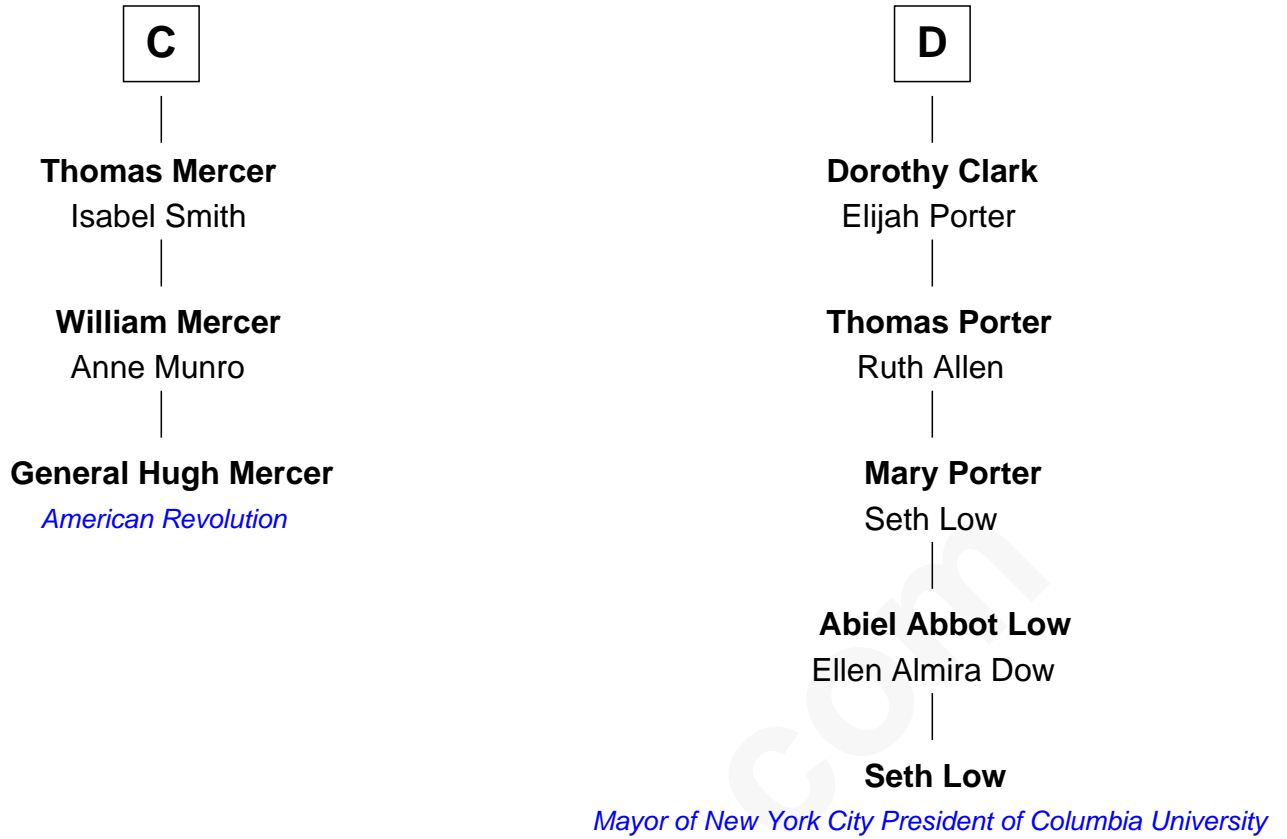 C
Thomas Mercer
Isabel Smith
William Mercer
Anne Munro
General Hugh Mercer
American Revolution
D
Dorothy Clark
Elijah Porter
Thomas Porter
Ruth Allen
Mary Porter
Seth Low
Abiel Abbot Low
Ellen Almira Dow
Seth Low
Mayor of New York City President of Columbia University
com